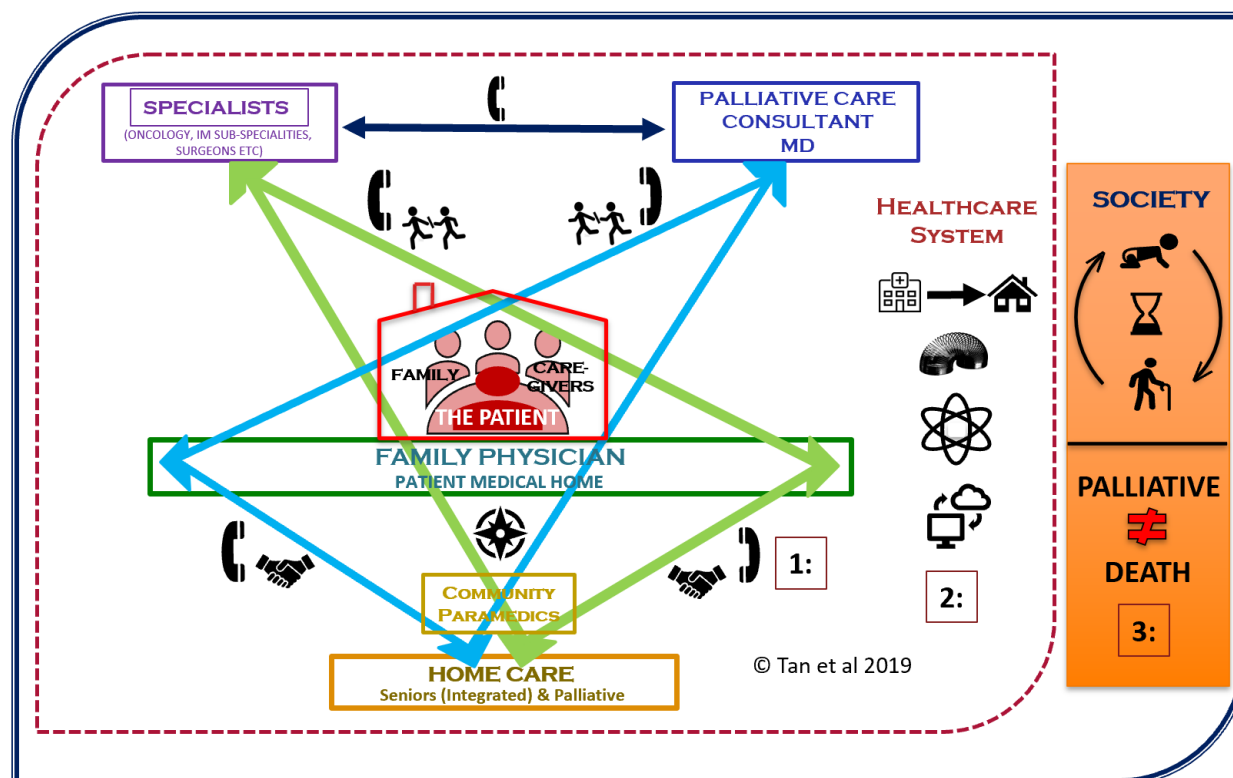 SPECIALISTS
(ONCOLOGY, IM SUB-SPECIALITIES,
SURGEONS ETC)
PALLIATIVE CARE
CONSULTANT
MD
HEALTHCARE
SYSTEM
SOCIETY
FAMILY
CARE-
GIVERS
THE PATIENT
FAMILY PHYSICIAN
PATIENT MEDICAL HOME
PALLIATIVE
≠
DEATH
1:
2:
3:
COMMUNITY
PARAMEDICS
HOME CARE
Seniors (Integrated) & Palliative
© Tan et al 2019